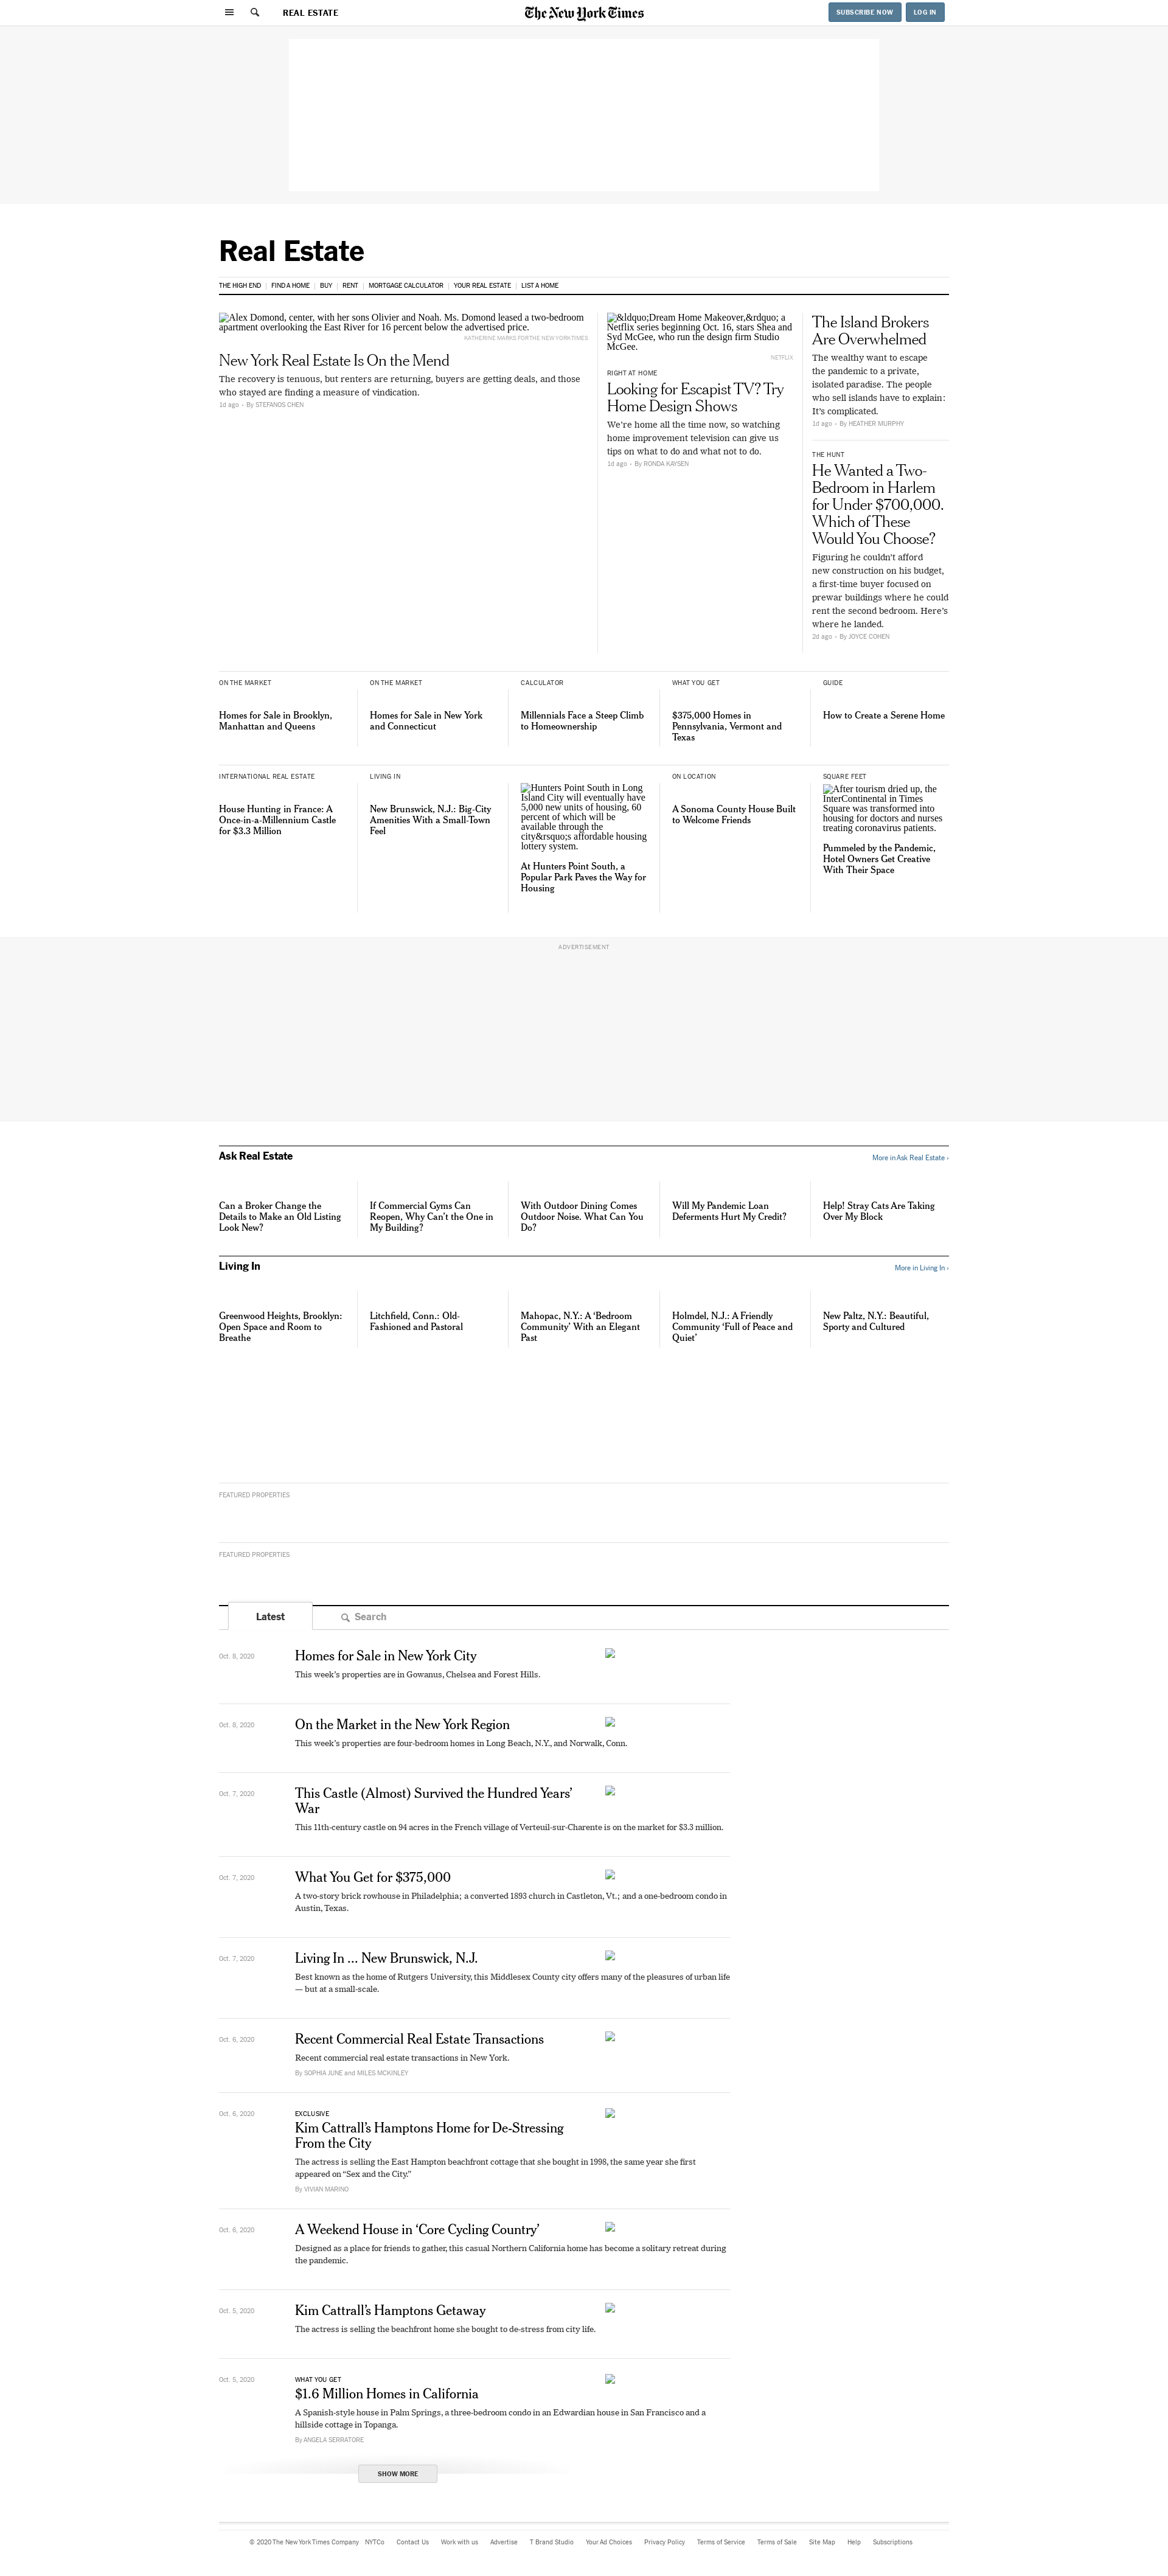 REAL ESTATE
The New York Times
SUBSCRIBE NOW
LOG IN
Real Estate
THE HIGH END
FIND A HOME
BUY
RENT
MORTGAGE CALCULATOR
YOUR REAL ESTATE
LIST A HOME
Alex Domond, center, with her sons Olivier and Noah. Ms. Domond leased a two-bedroom
apartment overlooking the East River for 16 percent below the advertised price.
KATHERINE MARKS FOR THE NEW YORK TIMES
New York Real Estate Is On the Mend
The recovery is tenuous, but renters are returning, buyers are getting deals, and those
who stayed are finding a measure of vindication.
1d ago - By STEFANOS CHEN
&ldquo;Dream Home Makeover,&rdquo; a
Netflix series beginning Oct. 16, stars Shea and
Syd McGee, who run the design firm Studio
McGee.
NETFLIX
RIGHT AT HOME
Looking for Escapist TV? Try
Home Design Shows
We're home all the time now, so watching
home improvement television can give us
tips on what to do and what not to do.
1d ago - By RONDA KAYSEN
The Island Brokers
Are Overwhelmed
The wealthy want to escape
the pandemic to a private,
isolated paradise. The people
who sell islands have to explain:
It's complicated.
1d ago - By HEATHER MURPHY
THE HUNT
He Wanted a Two-
Bedroom in Harlem
for Under $700,000.
Which of These
Would You Choose?
Figuring he couldn't afford
new construction on his budget,
a first-time buyer focused on
prewar buildings where he could
rent the second bedroom. Here's
where he landed.
2d ago - By JOYCE COHEN
ON THE MARKET
Homes for Sale in Brooklyn,
Manhattan and Queens
ON THE MARKET
Homes for Sale in New York
and Connecticut
CALCULATOR
Millennials Face a Steep Climb
to Homeownership
WHAT YOU GET
$375,000 Homes in
Pennsylvania, Vermont and
Texas
GUIDE
How to Create a Serene Home
INTERNATIONAL REAL ESTATE
House Hunting in France: A
Once-in-a-Millennium Castle
for $3.3 Million
LIVING IN
New Brunswick, N.J.: Big-City
Amenities With a Small-Town
Feel
Hunters Point South in Long
Island City will eventually have
5,000 new units of housing, 60
percent of which will be
available through the
city&rsquo;s affordable housing
lottery system.
At Hunters Point South, a
Popular Park Paves the Way for
Housing
ON LOCATION
A Sonoma County House Built
to Welcome Friends
SQUARE FEET
After tourism dried up, the
InterContinental in Times
Square was transformed into
housing for doctors and nurses
treating coronavirus patients.
Pummeled by the Pandemic,
Hotel Owners Get Creative
With Their Space
ADVERTISEMENT
Ask Real Estate
More in Ask Real Estate ›
Can a Broker Change the
Details to Make an Old Listing
Look New?
If Commercial Gyms Can
Reopen, Why Can't the One in
My Building?
With Outdoor Dining Comes
Outdoor Noise. What Can You
Do?
Will My Pandemic Loan
Deferments Hurt My Credit?
Help! Stray Cats Are Taking
Over My Block
Living In
More in Living In ›
Greenwood Heights, Brooklyn:
Open Space and Room to
Breathe
Litchfield, Conn.: Old-
Fashioned and Pastoral
Mahopac, N.Y.: A ‘Bedroom
Community’ With an Elegant
Past
Holmdel, N.J.: A Friendly
Community ‘Full of Peace and
Quiet’
New Paltz, N.Y.: Beautiful,
Sporty and Cultured
FEATURED PROPERTIES
FEATURED PROPERTIES
Latest
Search
Oct. 8, 2020
Homes for Sale in New York City
This week's properties are in Gowanus, Chelsea and Forest Hills.
Oct. 8, 2020
On the Market in the New York Region
This week's properties are four-bedroom homes in Long Beach, N.Y., and Norwalk, Conn.
Oct. 7, 2020
This Castle (Almost) Survived the Hundred Years’
War
This 11th-century castle on 94 acres in the French village of Verteuil-sur-Charente is on the market for $3.3 million.
Oct. 7, 2020
What You Get for $375,000
A two-story brick rowhouse in Philadelphia; a converted 1893 church in Castleton, Vt.; and a one-bedroom condo in
Austin, Texas.
Oct. 7, 2020
Living In ... New Brunswick, N.J.
Best known as the home of Rutgers University, this Middlesex County city offers many of the pleasures of urban life
— but at a small-scale.
Oct. 6, 2020
Recent Commercial Real Estate Transactions
Recent commercial real estate transactions in New York.
By SOPHIA JUNE and MILES MCKINLEY
Oct. 6, 2020
EXCLUSIVE
Kim Cattrall’s Hamptons Home for De-Stressing
From the City
The actress is selling the East Hampton beachfront cottage that she bought in 1998, the same year she first
appeared on “Sex and the City.”
By VIVIAN MARINO
Oct. 6, 2020
A Weekend House in ‘Core Cycling Country’
Designed as a place for friends to gather, this casual Northern California home has become a solitary retreat during
the pandemic.
Oct. 5, 2020
Kim Cattrall’s Hamptons Getaway
The actress is selling the beachfront home she bought to de-stress from city life.
Oct. 5, 2020
WHAT YOU GET
$1.6 Million Homes in California
A Spanish-style house in Palm Springs, a three-bedroom condo in an Edwardian house in San Francisco and a
hillside cottage in Topanga.
By ANGELA SERRATORE
SHOW MORE
© 2020 The New York Times Company
NYTCo
Contact Us
Work with us
Advertise
T Brand Studio
Your Ad Choices
Privacy Policy
Terms of Service
Terms of Sale
Site Map
Help
Subscriptions